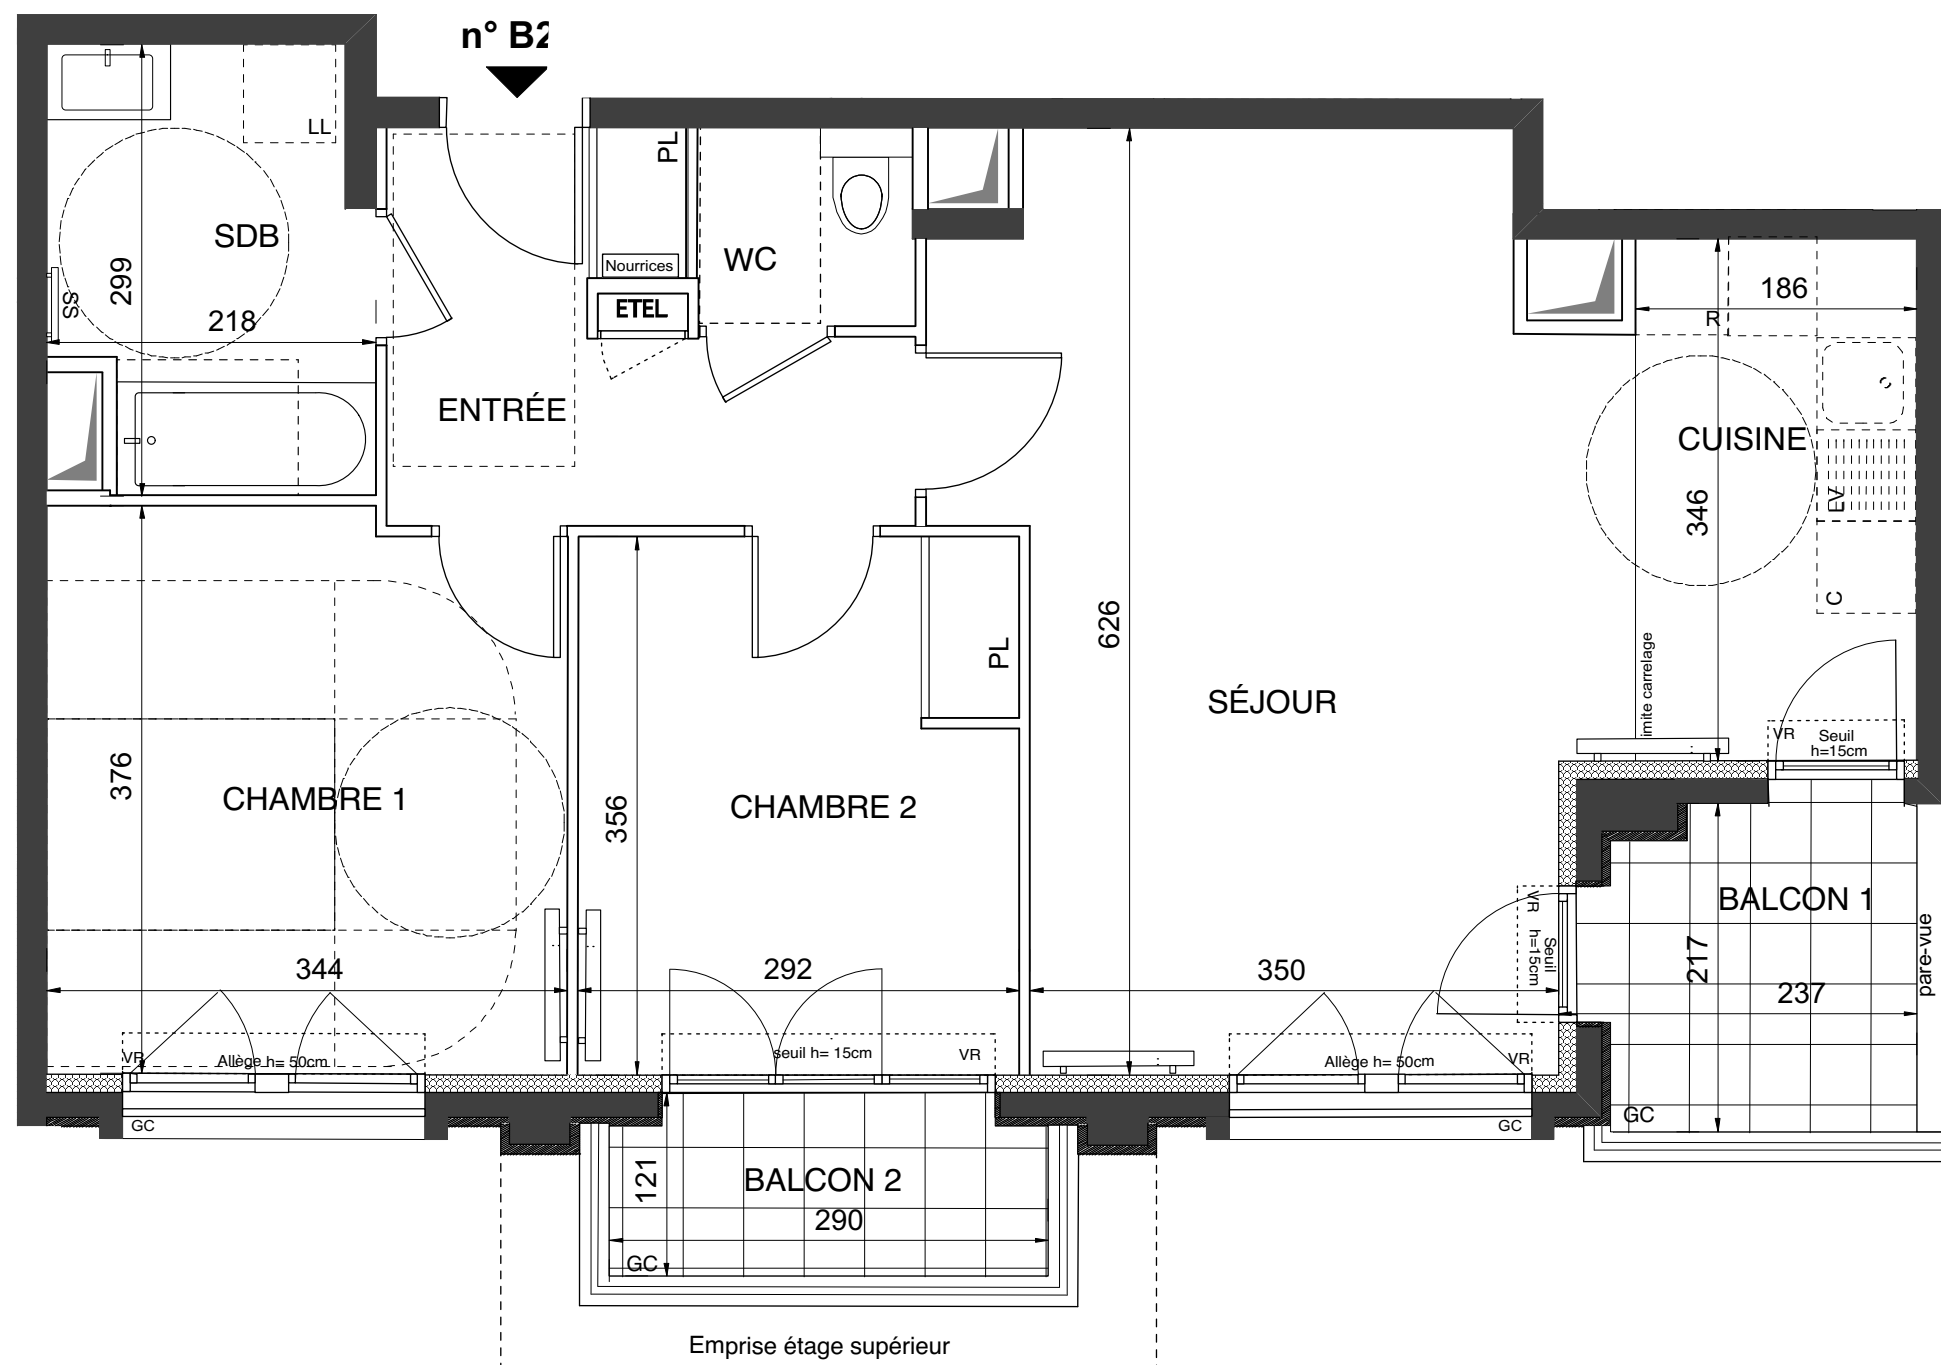 n° B2
LL
PL
SDB
WC
299
SS
218
Nourrices
ETEL
186
R
ENTRÉE
CUISINE
LV
346
C
626
PL
imite carrelage
SÉJOUR
VR
Seuil
h=15cm
376
CHAMBRE 1
356
CHAMBRE 2
BALCON 1
VR
Seuil
h=15cm
217
pare-vue
344
292
350
237
VR
Allège h= 50cm
seuil h= 15cm
VR
Allège h= 50cm
VR
GC
GC
GC
121
BALCON 2
290
GC
Emprise étage supérieur